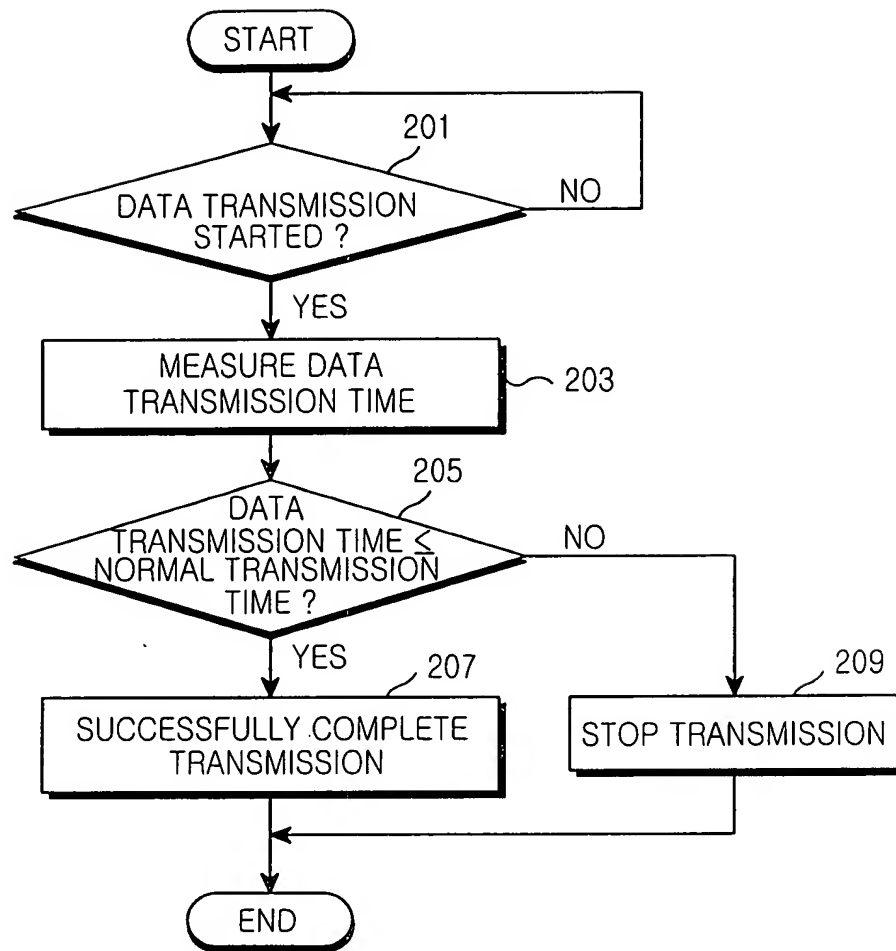 START
201
DATA TRANSMISSION
STARTED ?
NO
YES
MEASURE DATA
TRANSMISSION TIME
203
205
DATA
TRANSMISSION TIME ≤
NORMAL TRANSMISSION
TIME ?
NO
YES
207
SUCCESSFULLY COMPLETE
TRANSMISSION
209
STOP TRANSMISSION
END